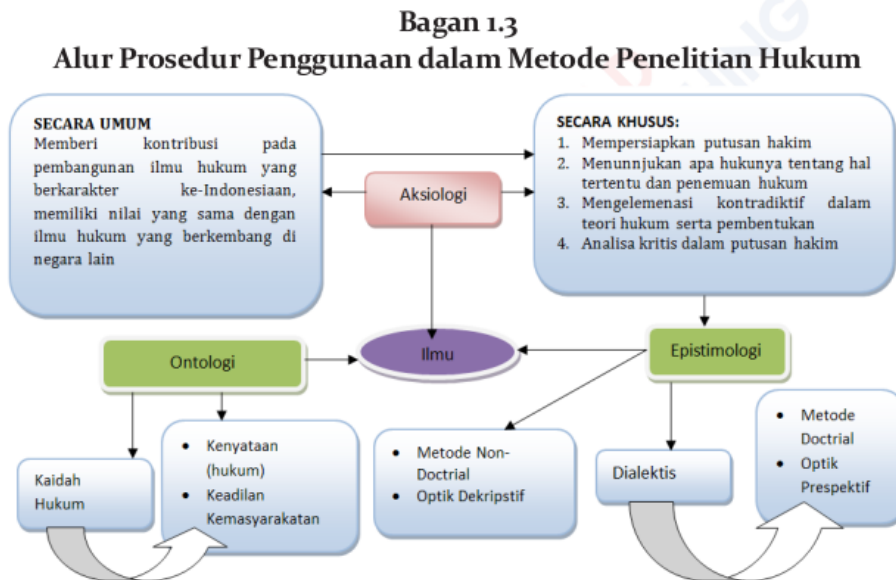 Bagan 1.3
Alur Prosedur Penggunaan dalam Metode Penelitian Hukum
SECARA UMUM
Memberi kontribusi pada
pembangunan ilmu hukum yang
berkarakter ke-Indonesiaan,
memiliki nilai yang sama dengan
ilmu hukum yang berkembang di
negara lain
Aksiologi
SECARA KHUSUS:
1. Mempersiapkan putusan hakim
2. Menunnjukan apa hukunya tentang hal
tertentu dan penemuan hukum
3. Mengelemenasi kontradiktif dalam
teori hukum serta pembentukan
4. Analisa kritis dalam putusan hakim
Ontologi
Ilmu
Epistimologi
Kaidah
Hukum
• Kenyataan
(hukum)
• Keadilan
Kemasyarakatan
• Metode Non-
Doctrial
• Optik Dekripstif
Dialektis
• Metode
Doctrial
• Optik
Prespektif